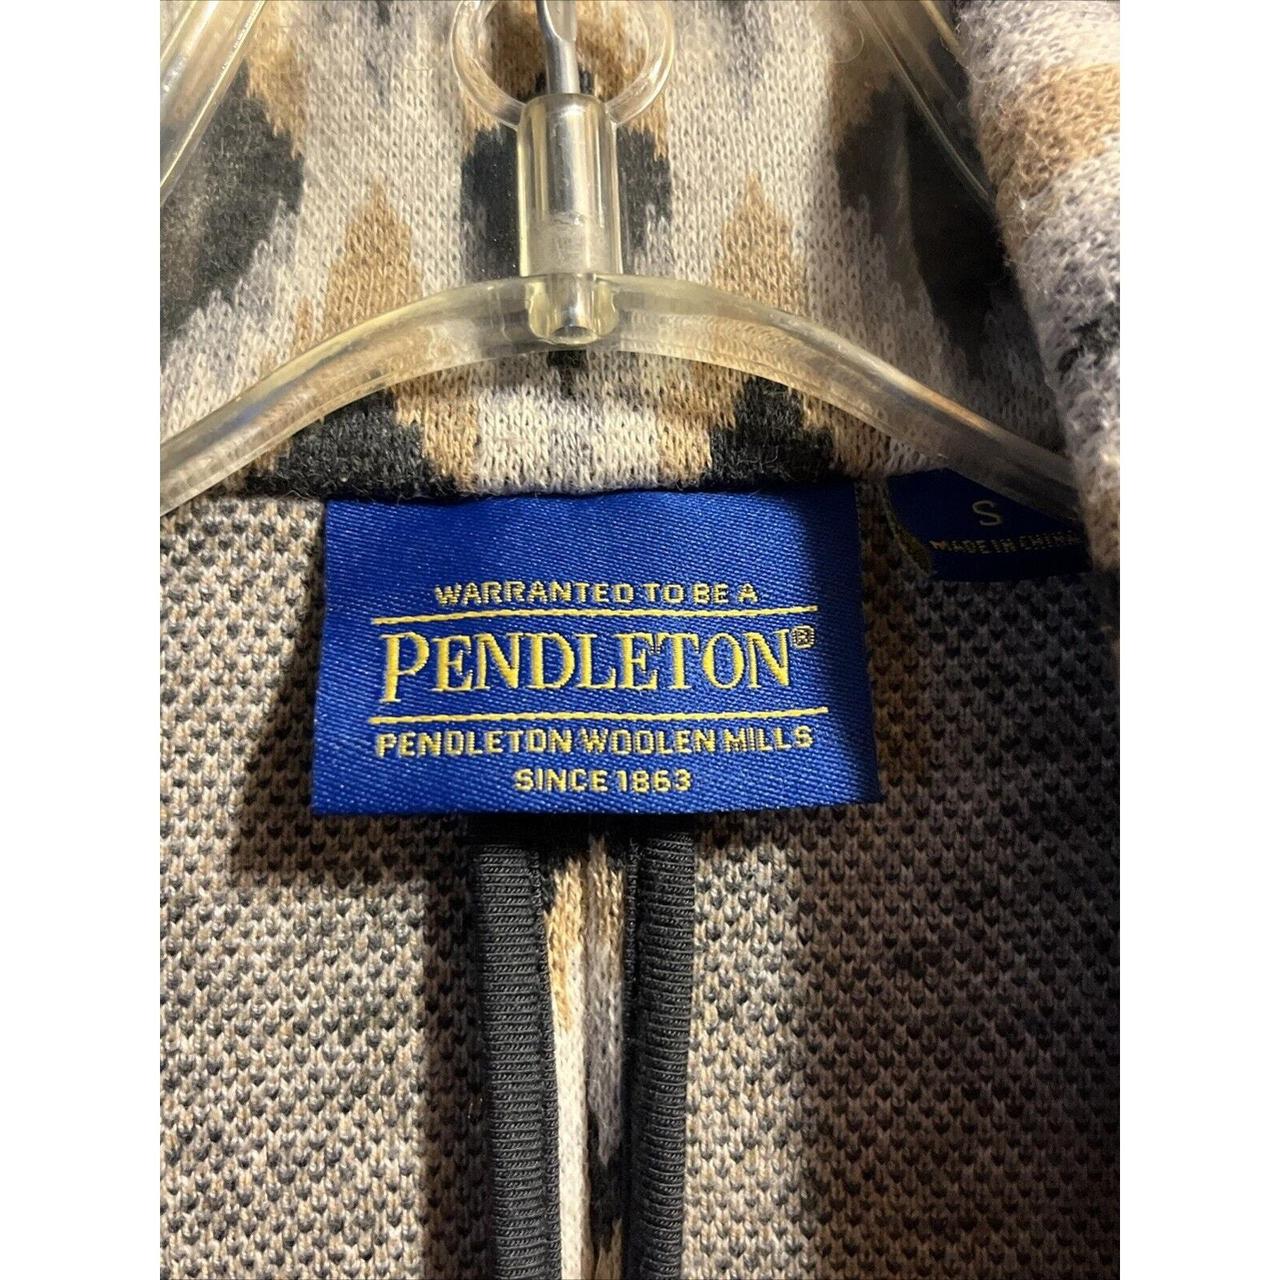 WARRANTED TO BE A
PENDLETON®
PENDLETON WOOLEN MILLS
SINCE 1863
S
MADE IN CHINA